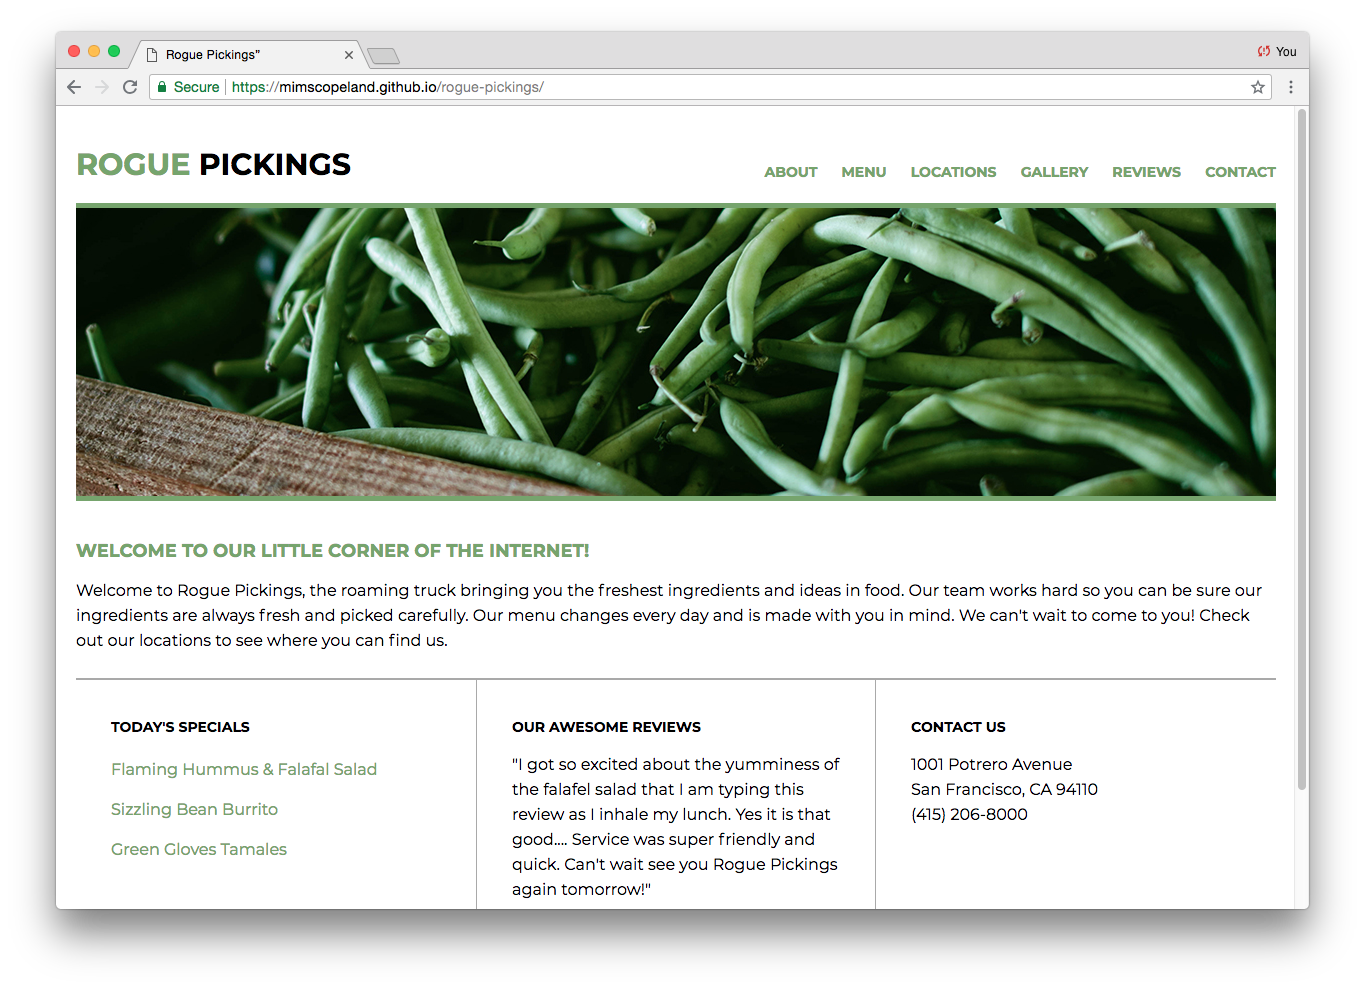 Rogue Pickings"
You
Secure https://mimscopeland.github.io/rogue-pickings/
ROGUE PICKINGS
ABOUT MENU LOCATIONS GALLERY REVIEWS CONTACT
WELCOME TO OUR LITTLE CORNER OF THE INTERNET!
Welcome to Rogue Pickings, the roaming truck bringing you the freshest ingredients and ideas in food. Our team works hard so you can be sure our
ingredients are always fresh and picked carefully. Our menu changes every day and is made with you in mind. We can't wait to come to you! Check
out our locations to see where you can find us.
TODAY'S SPECIALS
Flaming Hummus & Falafal Salad
Sizzling Bean Burrito
Green Gloves Tamales
OUR AWESOME REVIEWS
"I got so excited about the yumminess of
the falafel salad that I am typing this
review as I inhale my lunch. Yes it is that
good.... Service was super friendly and
quick. Can't wait see you Rogue Pickings
again tomorrow!"
CONTACT US
1001 Potrero Avenue
San Francisco, CA 94110
(415) 206-8000